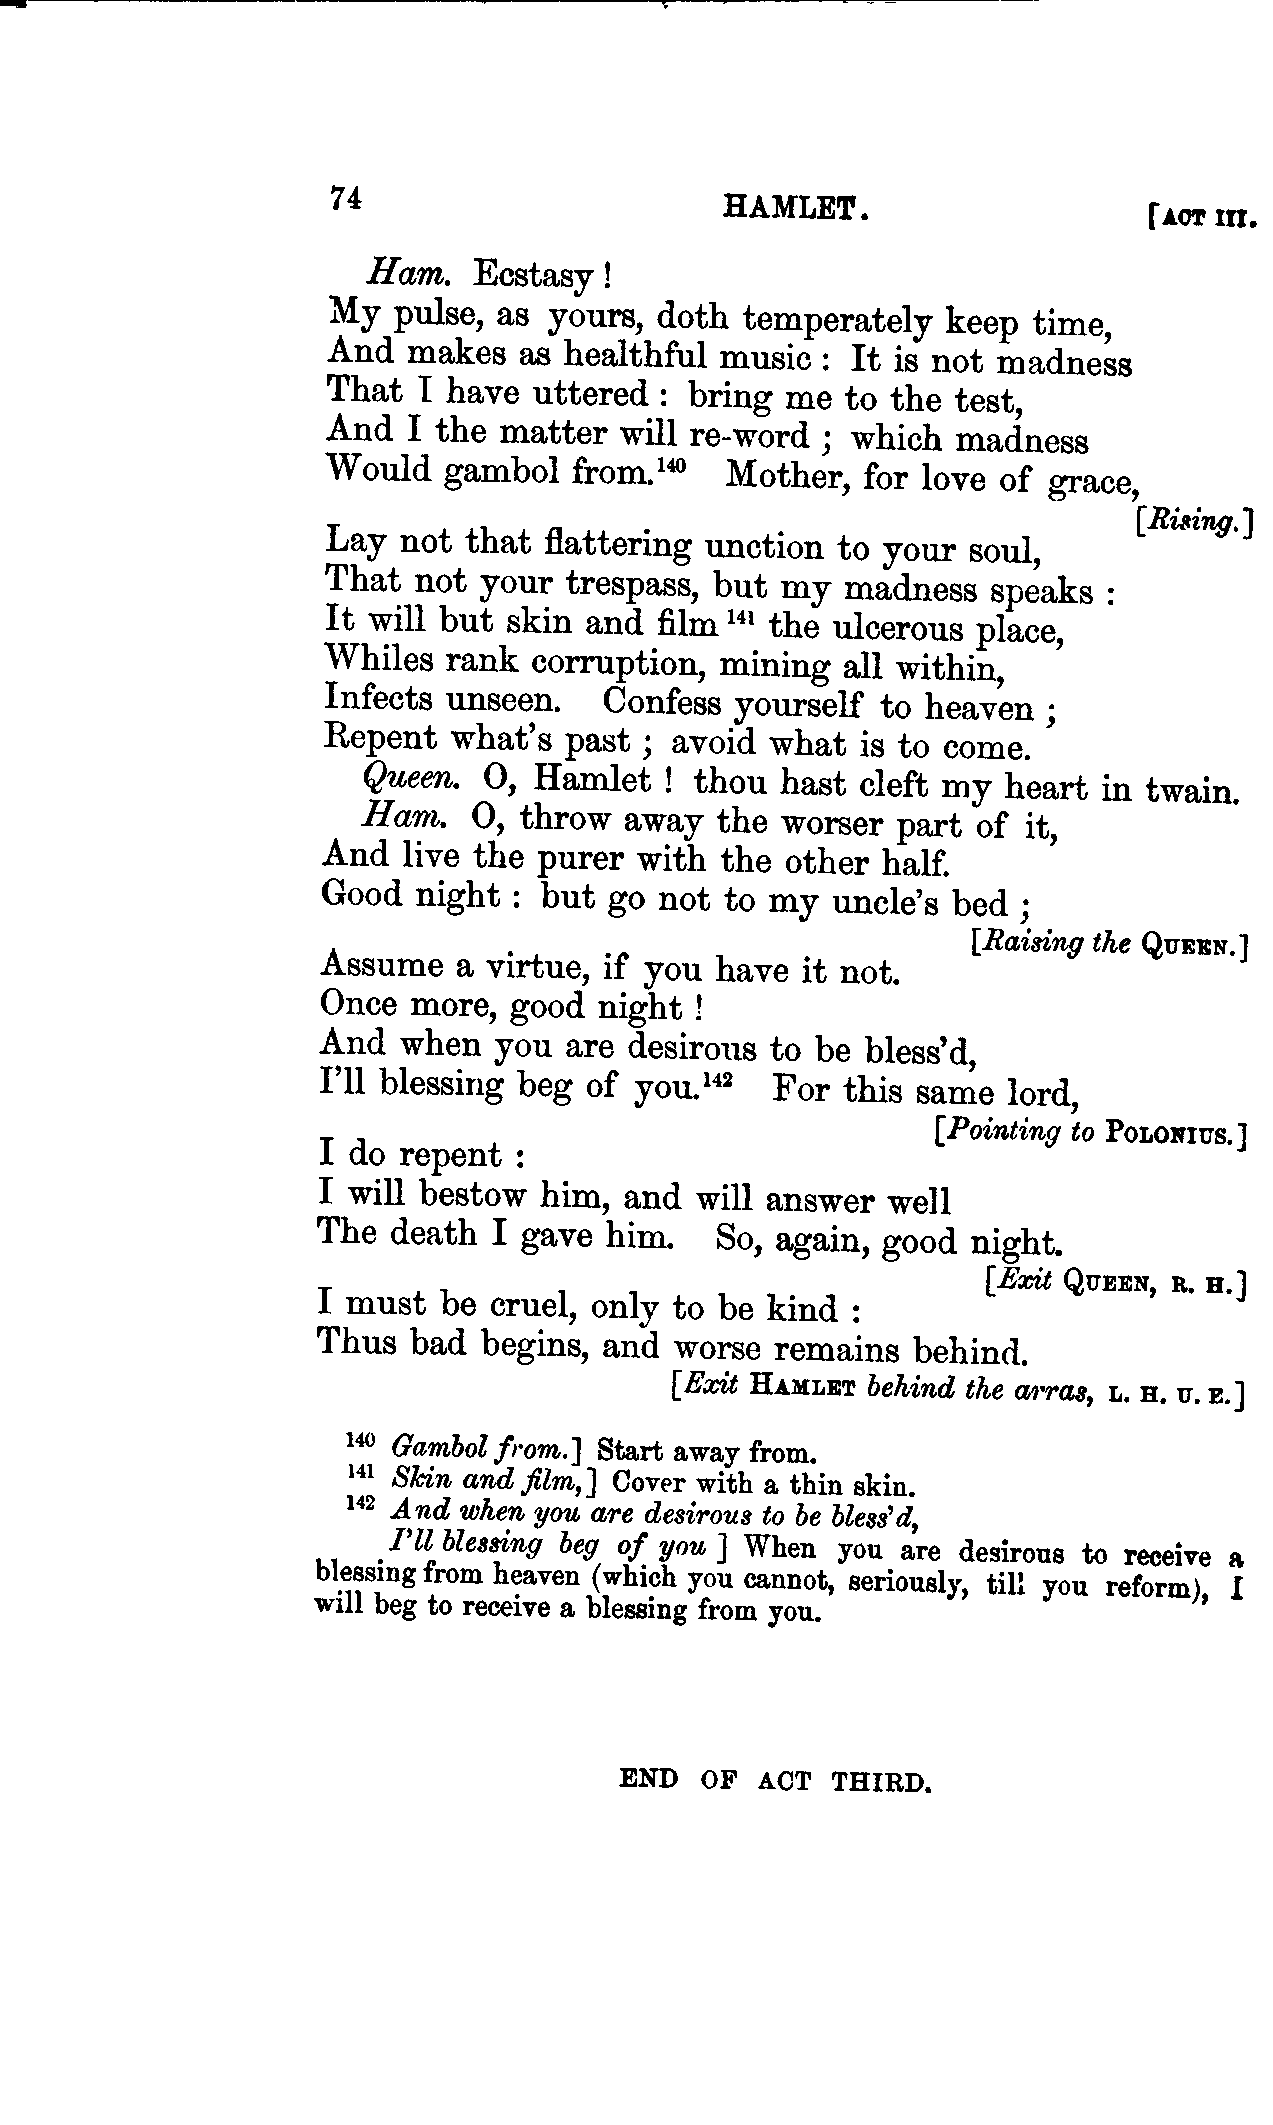 74 HAMLET. [ACT III.
Ham. Ecstasy !
My pulse, as yours, doth temperately keep time,
And makes as healthful music : It is not madness
That I have uttered : bring me to the test,
And I the matter will re-word ; which madness
Would gambol from.¹⁴⁰ Mother, for love of grace,
[Rising.]
Lay not that flattering unction to your soul,
That not your trespass, but my madness speaks :
It will but skin and film ¹⁴¹ the ulcerous place,
Whiles rank corruption, mining all within,
Infects unseen. Confess yourself to heaven ;
Repent what's past ; avoid what is to come.
Queen. O, Hamlet ! thou hast cleft my heart in twain.
Ham. O, throw away the worser part of it,
And live the purer with the other half.
Good night : but go not to my uncle's bed ;
[Raising the QUEEN.]
Assume a virtue, if you have it not.
Once more, good night !
And when you are desirous to be bless'd,
I'll blessing beg of you.¹⁴² For this same lord,
[Pointing to POLONIUS.]
I do repent :
I will bestow him, and will answer well
The death I gave him. So, again, good night.
[Exit QUEEN, R. H.]
I must be cruel, only to be kind :
Thus bad begins, and worse remains behind.
[Exit HAMLET behind the arras, L. H. U. E.]
¹⁴⁰ Gambol from.] Start away from.
¹⁴¹ Skin and film,] Cover with a thin skin.
¹⁴² And when you are desirous to be bless'd,
I'll blessing beg of you ] When you are desirous to receive a
blessing from heaven (which you cannot, seriously, till you reform), I
will beg to receive a blessing from you.
END OF ACT THIRD.